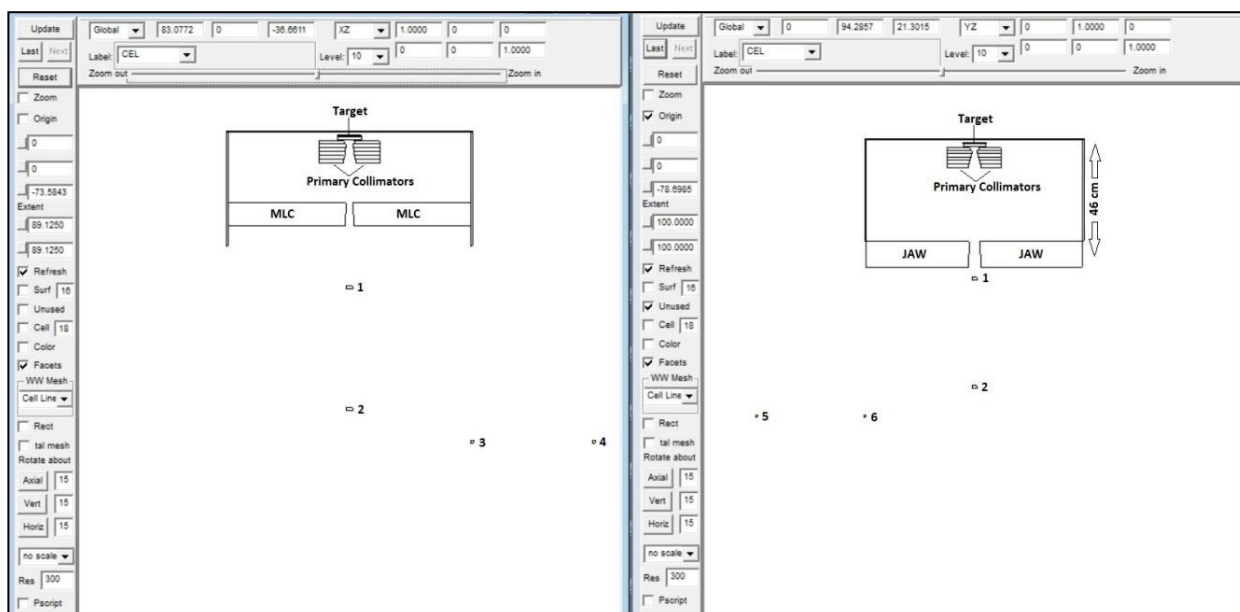 Update Global 83.0772 0 -36.6611 XZ 1.0000 0 0
Last Next Label: CEL Level: 10 0 0 1.0000
Reset Zoom out Zoom in
Zoom
Origin
0
0
-73.5843
Extent
89.1250
89.1250
Refresh
Surf 16
Unused
Cell 18
Color
Facets
WW Mesh
Cell Line
Rect
tal mesh
Rotate about
Axial 15
Vert 15
Horiz 15
no scale
Res 300
Pscript
Target
Primary Collimators
MLC MLC
1
2
3 4
Update Global 0 94.2857 21.3015 YZ 0 1.0000 0
Last Next Label: CEL Level: 10 0 0 1.0000
Reset Zoom out Zoom in
Zoom
Origin
0
0
-78.6985
Extent
100.0000
100.0000
Refresh
Surf 16
Unused
Cell 18
Color
Facets
WW Mesh
Cell Line
Rect
tal mesh
Rotate about
Axial 15
Vert 15
Horiz 15
no scale
Res 300
Pscript
Target
Primary Collimators
46 cm
JAW JAW
1
2
5 6